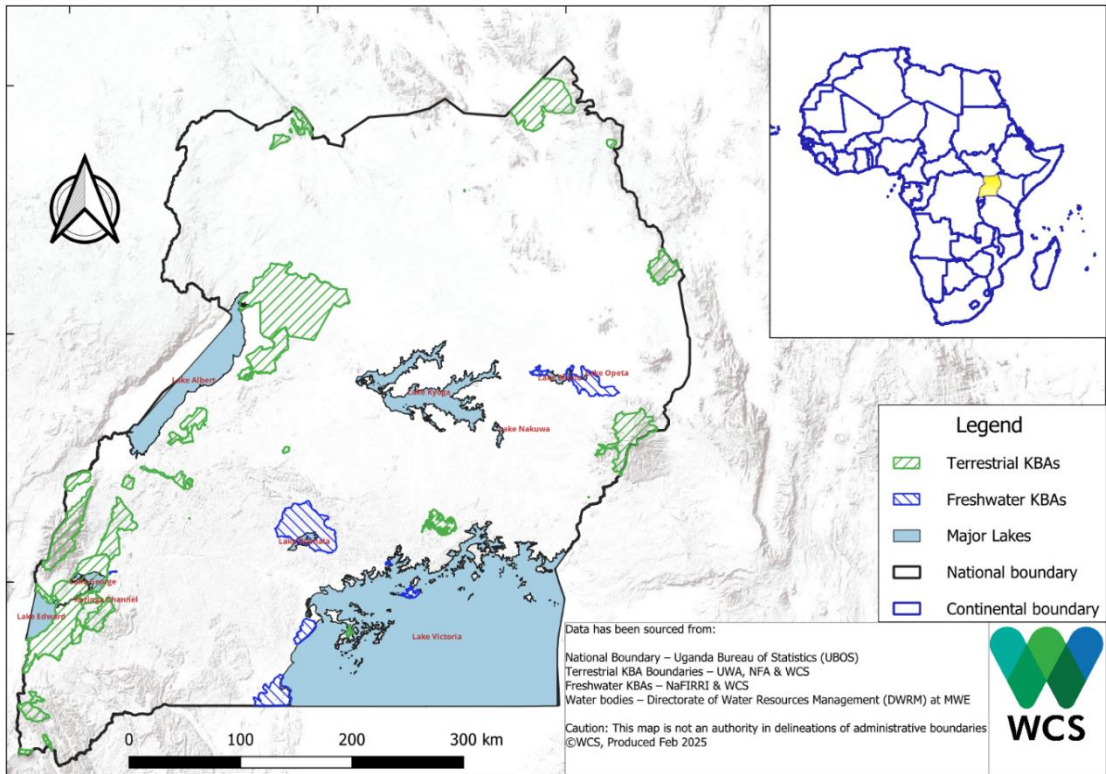 Lake Albert
Lake Kyoga
Lake Opeta
Lake Nakuwa
Lake George
Kazinga Channel
Lake Edward
Lake Victoria
0 100 200 300 km
Legend
Terrestrial KBAs
Freshwater KBAs
Major Lakes
National boundary
Continental boundary
Data has been sourced from:
National Boundary – Uganda Bureau of Statistics (UBOS)
Terrestrial KBA Boundaries – UWA, NFA & WCS
Freshwater KBAs – NaFIRRI & WCS
Water bodies – Directorate of Water Resources Management (DWRM) at MWE
Caution: This map is not an authority in delineations of administrative boundaries
©WCS, Produced Feb 2025
WCS